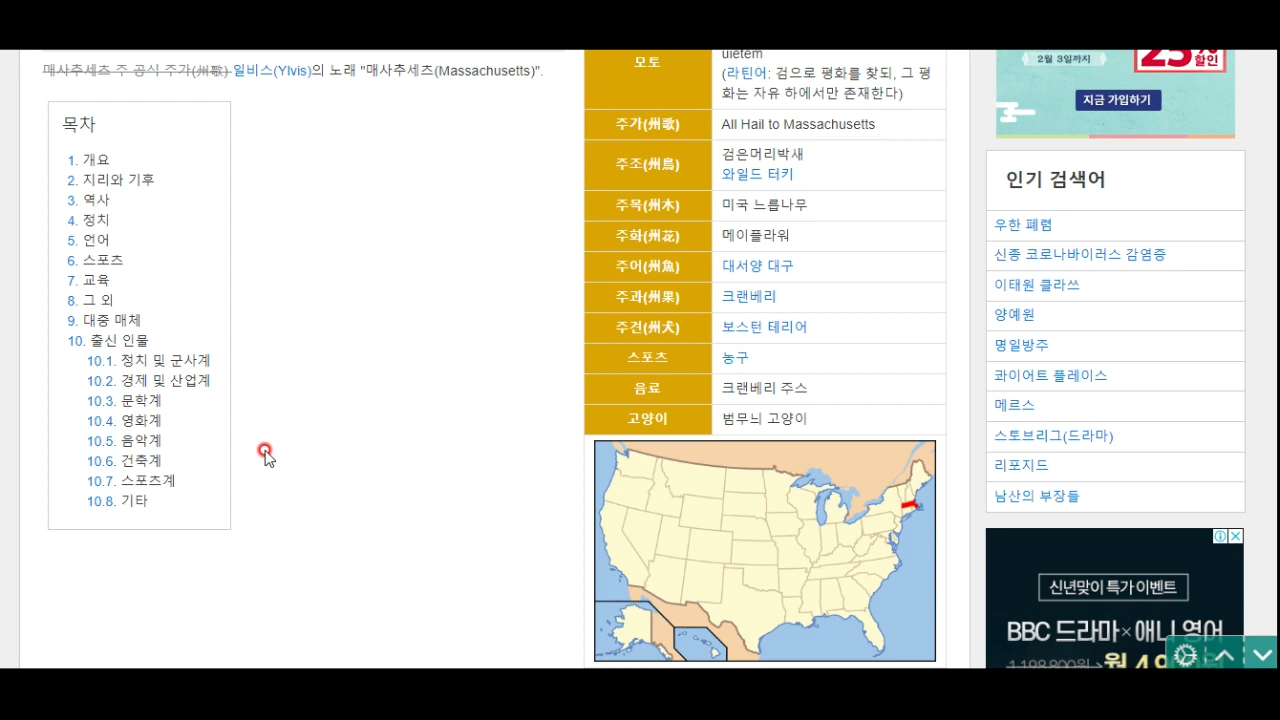 매사추세츠 주 공식 주가(州歌) 일비스(Ylvis)의 노래 "매사추세츠(Massachusetts)".
목차
1. 개요
2. 지리와 기후
3. 역사
4. 정치
5. 언어
6. 스포츠
7. 교육
8. 그 외
9. 대중 매체
10. 출신 인물
10.1. 정치 및 군사계
10.2. 경제 및 산업계
10.3. 문학계
10.4. 영화계
10.5. 음악계
10.6. 건축계
10.7. 스포츠계
10.8. 기타
모토
uietem
(라틴어: 검으로 평화를 찾되, 그 평
화는 자유 하에서만 존재한다)
주가(州歌) All Hail to Massachusetts
주조(州鳥) 검은머리박새
와일드 터키
주목(州木) 미국 느릅나무
주화(州花) 메이플라워
주어(州魚) 대서양 대구
주과(州果) 크랜베리
주견(州犬) 보스턴 테리어
스포츠 농구
음료 크랜베리 주스
고양이 범무늬 고양이
2월 3일까지
할인
지금 가입하기
인기 검색어
우한 폐렴
신종 코로나바이러스 감염증
이태원 클라쓰
양예원
명일방주
콰이어트 플레이스
메르스
스토브리그(드라마)
리포지드
남산의 부장들
신년맞이 특가 이벤트
BBC 드라마×애니 영어